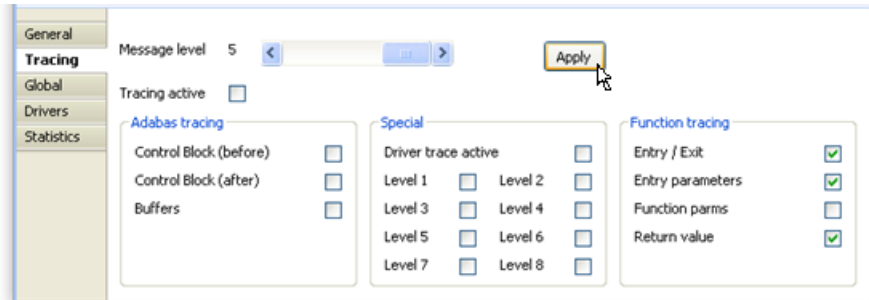 General
Tracing
Global
Drivers
Statistics
Message level 5
Apply
Tracing active
Adabas tracing
Control Block (before)
Control Block (after)
Buffers
Special
Driver trace active
Level 1 Level 2
Level 3 Level 4
Level 5 Level 6
Level 7 Level 8
Function tracing
Entry / Exit
Entry parameters
Function parms
Return value